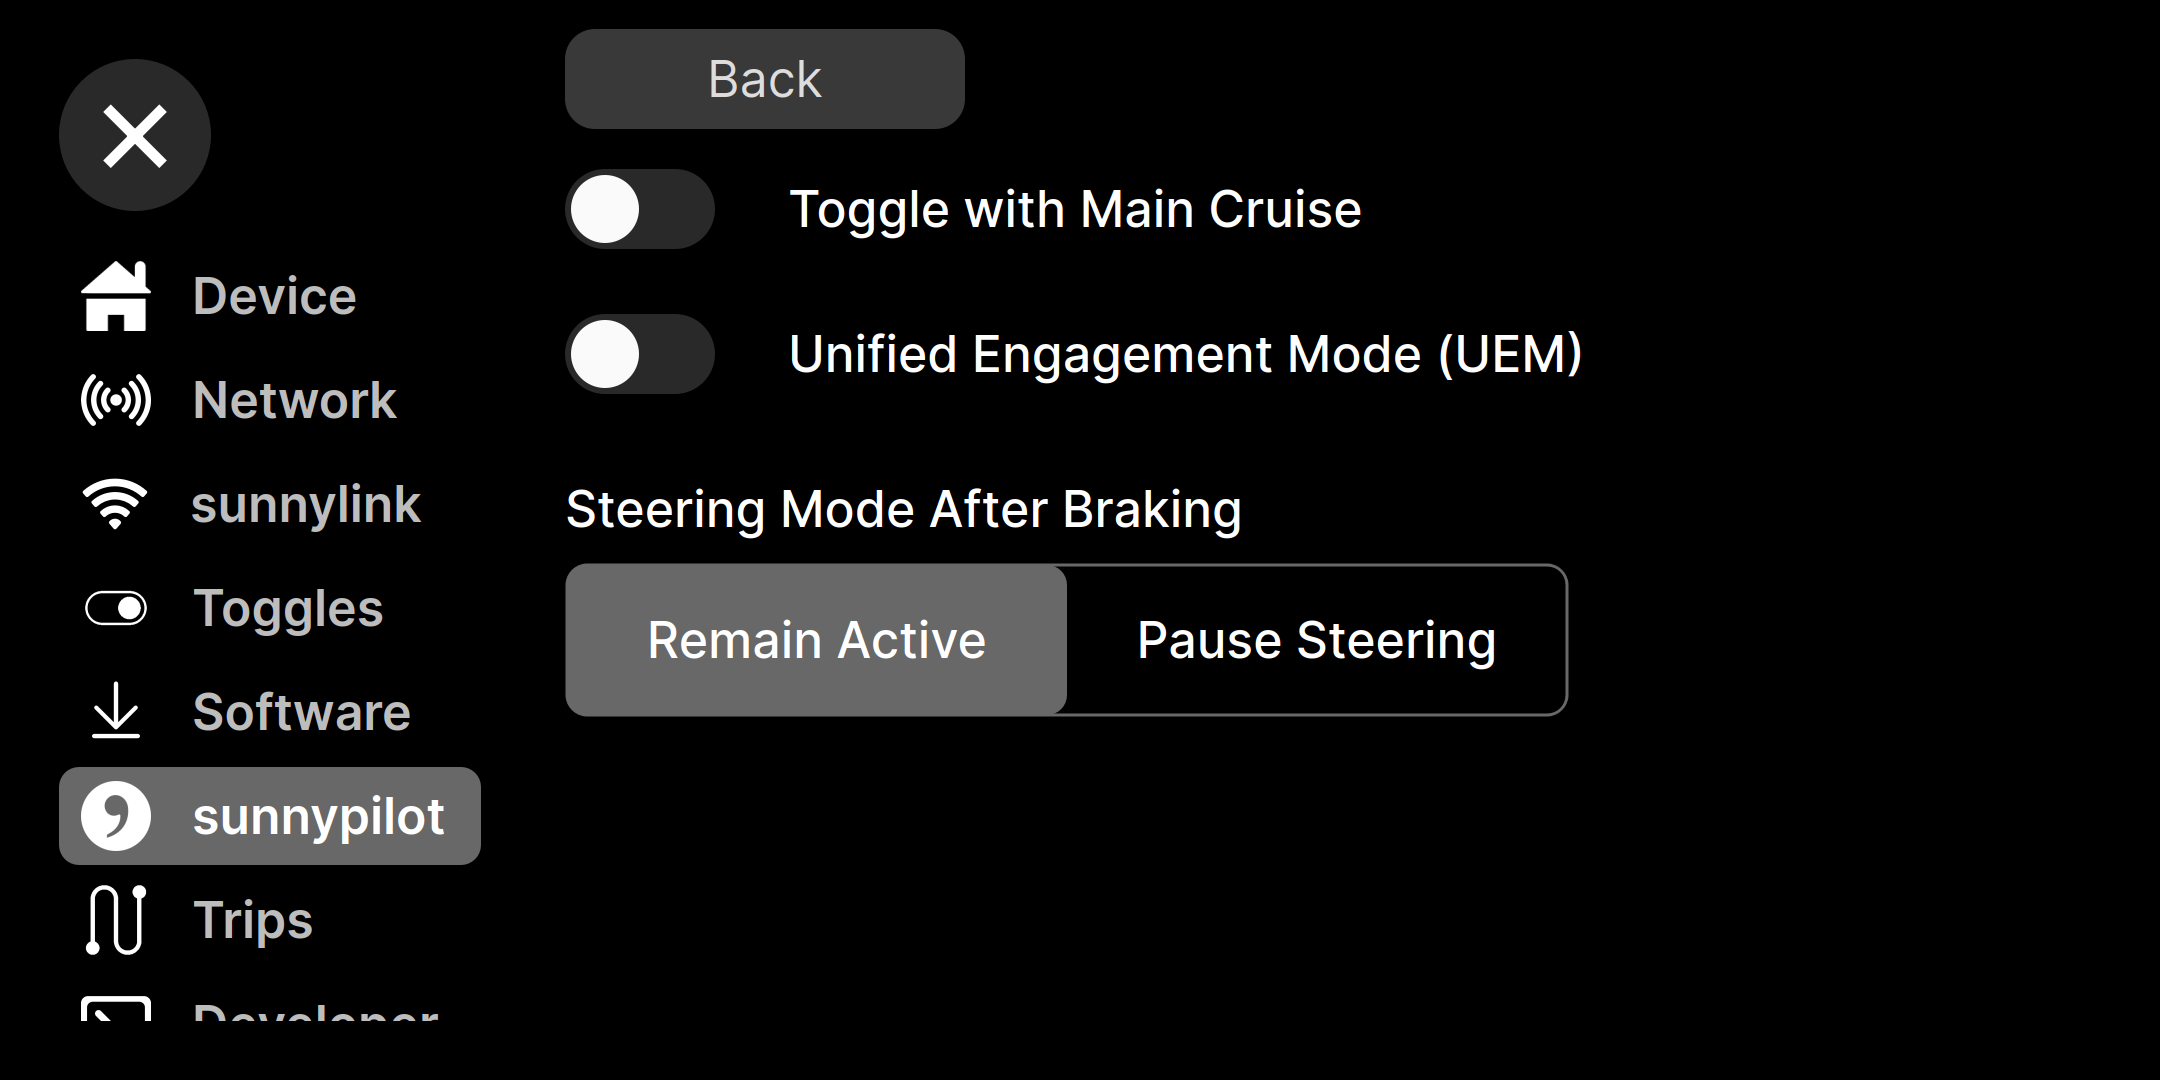 Back
Toggle with Main Cruise
Device
Unified Engagement Mode (UEM)
Network
sunnylink
Steering Mode After Braking
Toggles
Remain Active
Pause Steering
Software
sunnypilot
Trips
Developer